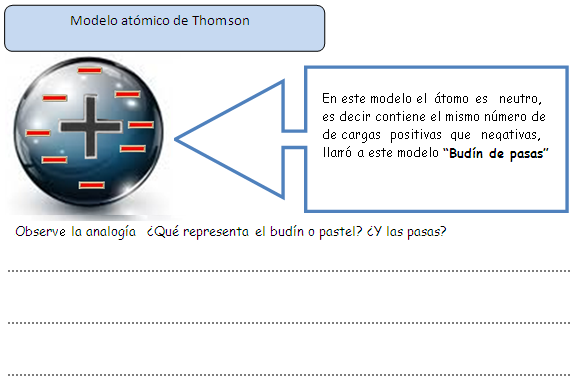 Modelo atómico de Thomson
En este modelo el átomo es neutro,
es decir contiene el mismo número de
de cargas positivas que negativas,
llamó a este modelo “Budín de pasas”
Observe la analogía ¿Qué representa el budín o pastel? ¿Y las pasas?